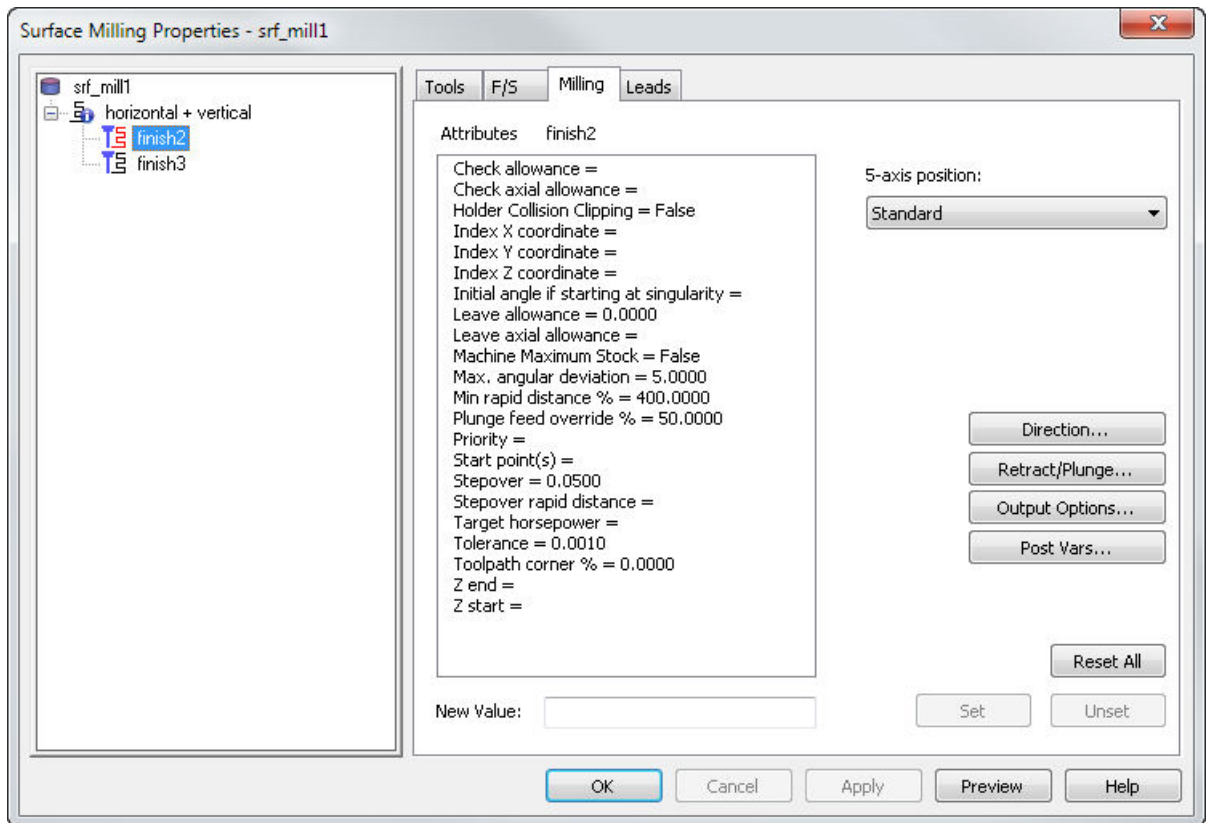 Surface Milling Properties - srf_mill1
srf_mill1
horizontal + vertical
finish2
finish3
Tools F/S Milling Leads
Attributes finish2
Check allowance =
Check axial allowance =
Holder Collision Clipping = False
Index X coordinate =
Index Y coordinate =
Index Z coordinate =
Initial angle if starting at singularity =
Leave allowance = 0.0000
Leave axial allowance =
Machine Maximum Stock = False
Max. angular deviation = 5.0000
Min rapid distance % = 400.0000
Plunge feed override % = 50.0000
Priority =
Start point(s) =
Stepover = 0.0500
Stepover rapid distance =
Target horsepower =
Tolerance = 0.0010
Toolpath corner % = 0.0000
Z end =
Z start =
5-axis position:
Standard
Direction...
Retract/Plunge...
Output Options...
Post Vars...
Reset All
New Value:
Set Unset
OK Cancel Apply Preview Help